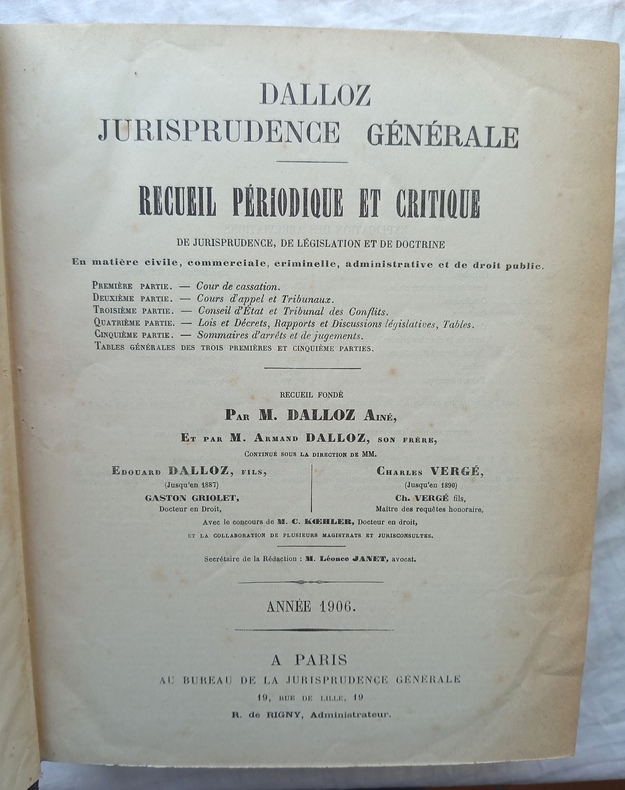 DALLOZ
JURISPRUDENCE GÉNÉRALE
RECUEIL PÉRIODIQUE ET CRITIQUE
DE JURISPRUDENCE, DE LÉGISLATION ET DE DOCTRINE
En matière civile, commerciale, criminelle, administrative et de droit public.
PREMIÈRE PARTIE. — Cour de cassation.
DEUXIÈME PARTIE. — Cours d'appel et Tribunaux.
TROISIÈME PARTIE. — Conseil d'État et Tribunal des Conflits.
QUATRIÈME PARTIE. — Lois et Décrets, Rapports et Discussions législatives, Tables.
CINQUIÈME PARTIE. — Sommaires d'arrêts et de jugements.
TABLES GÉNÉRALES DES TROIS PREMIÈRES ET CINQUIÈME PARTIES.
RECUEIL FONDÉ
PAR M. DALLOZ AINÉ,
ET PAR M. ARMAND DALLOZ, SON FRÈRE,
CONTINUÉ SOUS LA DIRECTION DE MM.
EDOUARD DALLOZ, FILS,
(Jusqu'en 1887)
GASTON GRIOLET,
Docteur en Droit,
CHARLES VERGÉ,
(Jusqu'en 1890)
Ch. VERGÉ fils,
Maître des requêtes honoraire,
Avec le concours de M. C. KŒHLER, Docteur en droit,
ET LA COLLABORATION DE PLUSIEURS MAGISTRATS ET JURISCONSULTES.
Secrétaire de la Rédaction : M. Léonce JANET, avocat.
ANNÉE 1906.
A PARIS
AU BUREAU DE LA JURISPRUDENCE GÉNÉRALE
19, RUE DE LILLE, 19
R. de RIGNY, Administrateur.